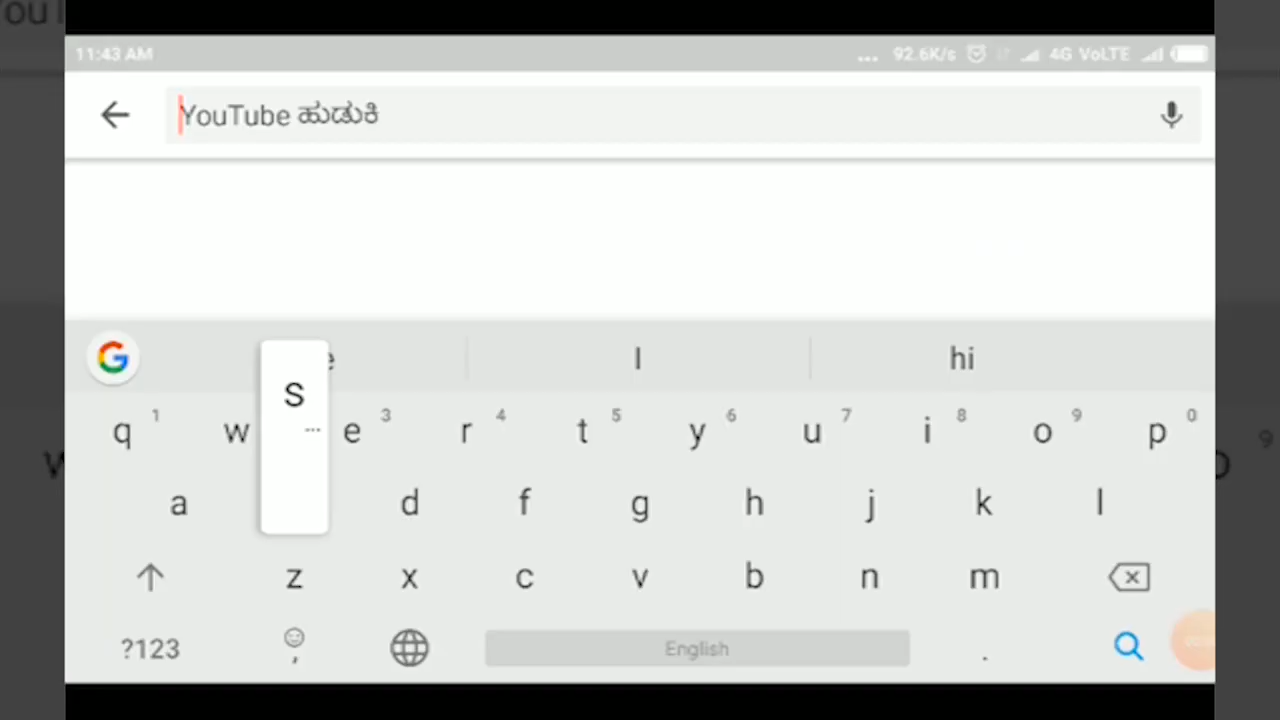 11:43 AM ... 92.6K/s 4G VoLTE
YouTube ಹುಡುಕಿ
I hi
q 1 w e 3 r 4 t 5 y 6 u 7 i 8 o 9 p 0
S ...
a d f g h j k l
z x c v b n m
?123 , English .